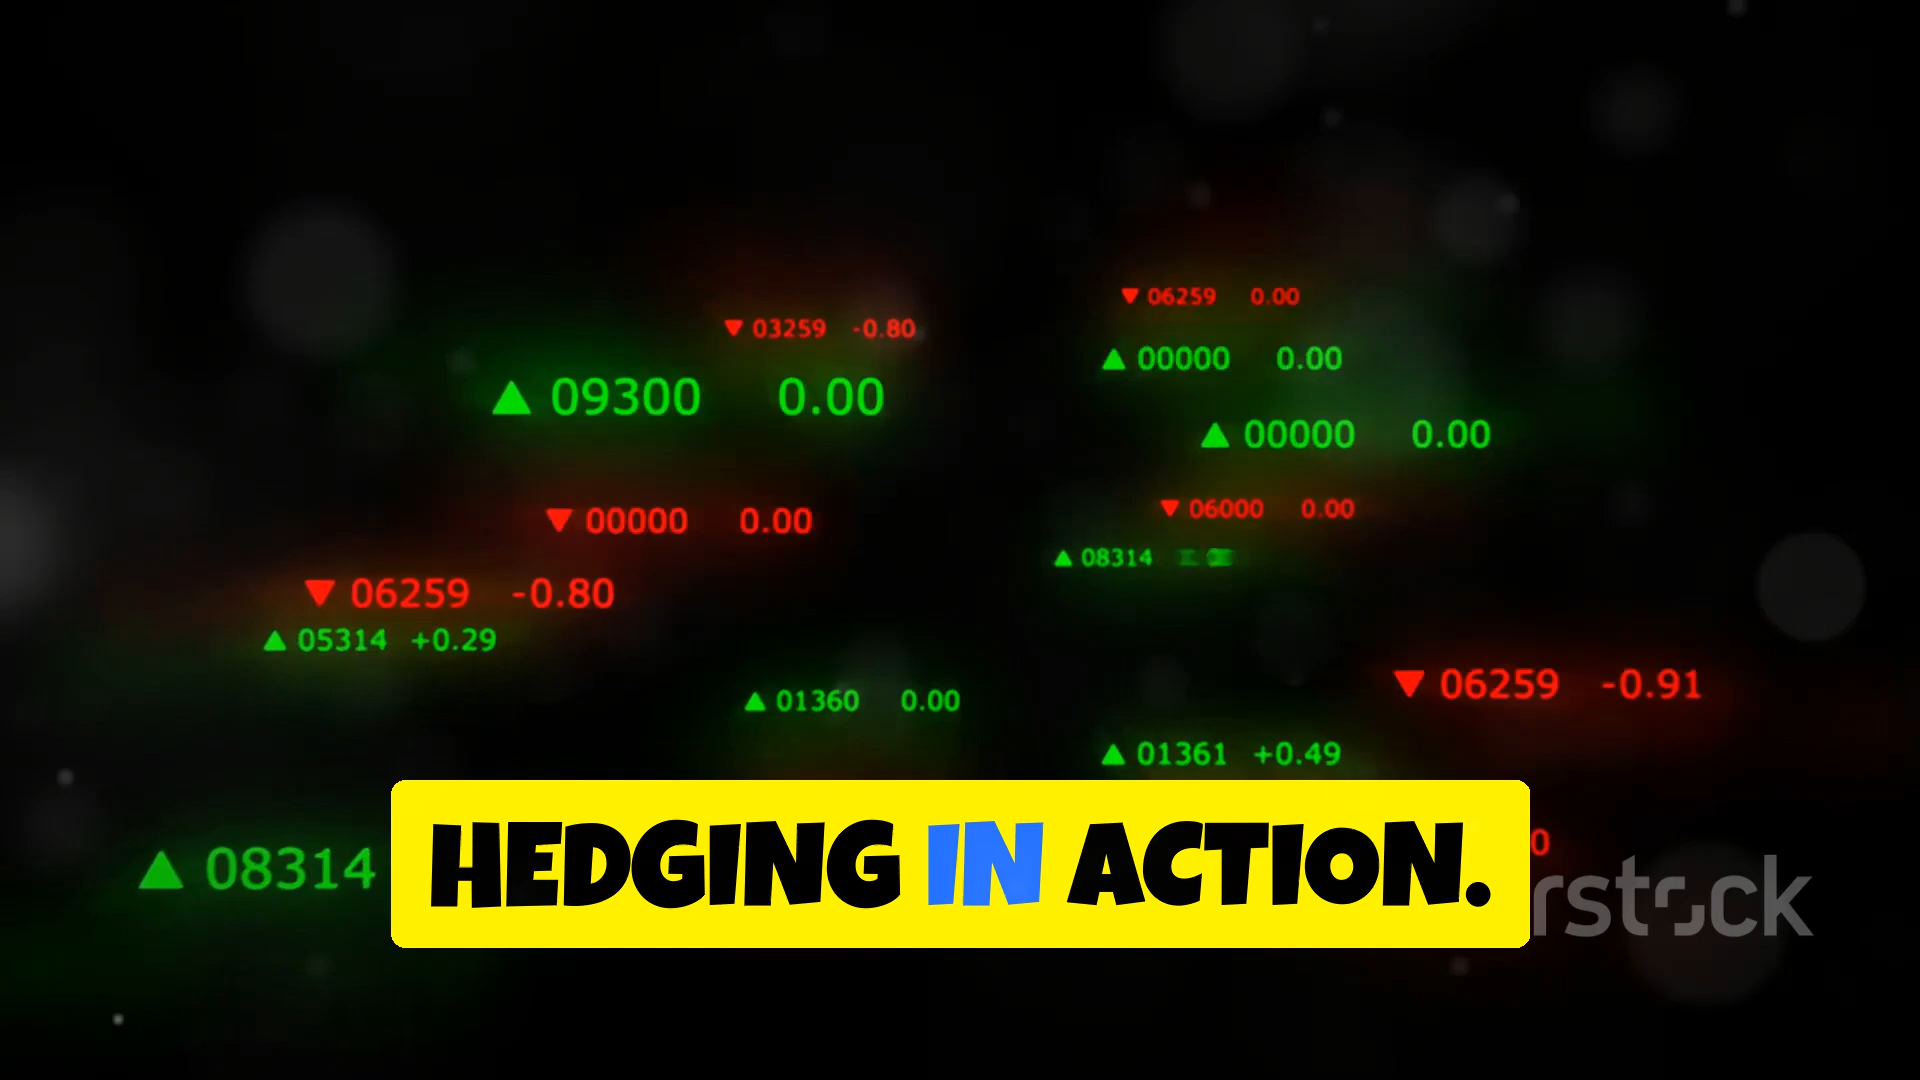 ▼ 06259 0.00
▼ 03259 -0.80
▲ 00000 0.00
▲ 09300 0.00
▲ 00000 0.00
▼ 06000 0.00
▼ 00000 0.00
▲ 08314
▼ 06259 -0.80
▲ 05314 +0.29
▼ 06259 -0.91
▲ 01360 0.00
▲ 01361 +0.49
HEDGING IN ACTION.
▲ 08314
0
rstock